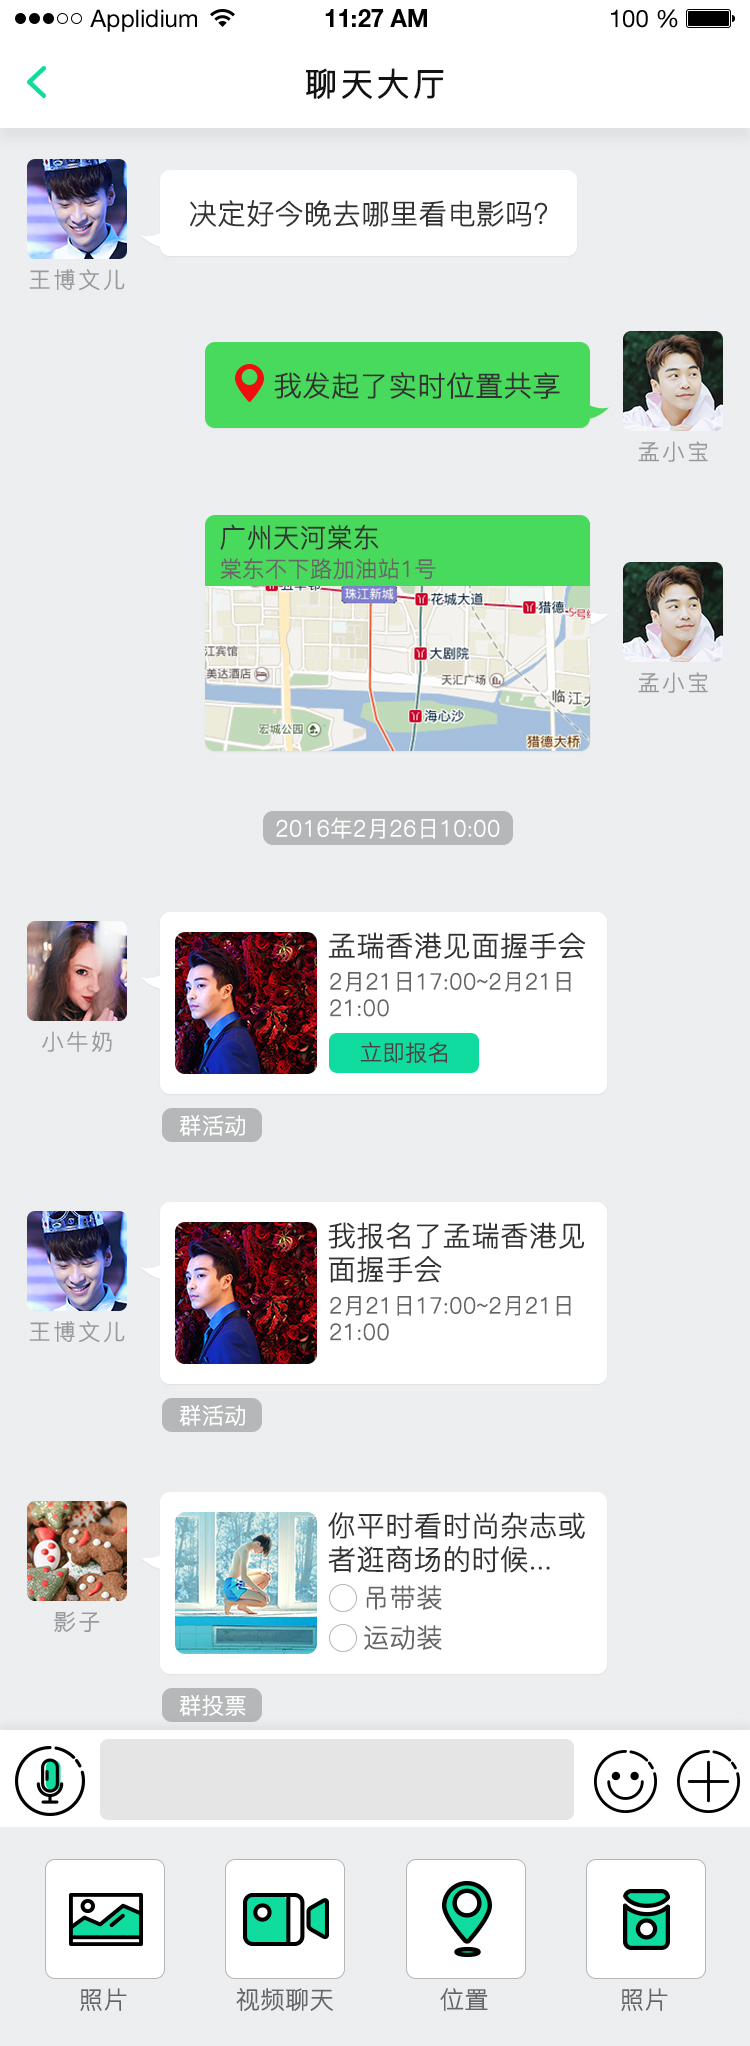 Applidium 11:27 AM 100 %
聊天大厅
决定好今晚去哪里看电影吗?
王博文儿
我发起了实时位置共享
孟小宝
广州天河棠东
棠东不下路加油站1号
珠江新城
花城大道
猎德
5号线
江宾馆
大剧院
美达酒店
天汇广场
临江大
海心沙
宏城公园
猎德大桥
孟小宝
2016年2月26日10:00
孟瑞香港见面握手会
2月21日17:00~2月21日
21:00
立即报名
小牛奶
群活动
我报名了孟瑞香港见
面握手会
2月21日17:00~2月21日
21:00
王博文儿
群活动
你平时看时尚杂志或
者逛商场的时候...
吊带装
运动装
影子
群投票
照片 视频聊天 位置 照片